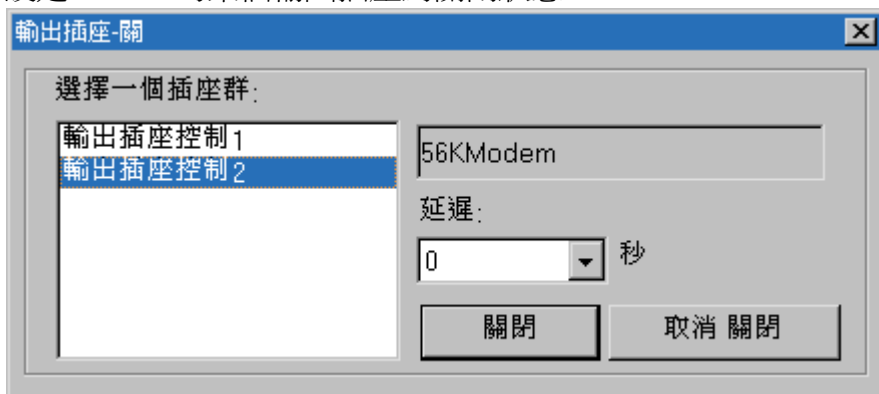 輸出插座-關
選擇一個插座群:
輸出插座控制1
輸出插座控制2
56KModem
延遲:
0
秒
關閉
取消 關閉